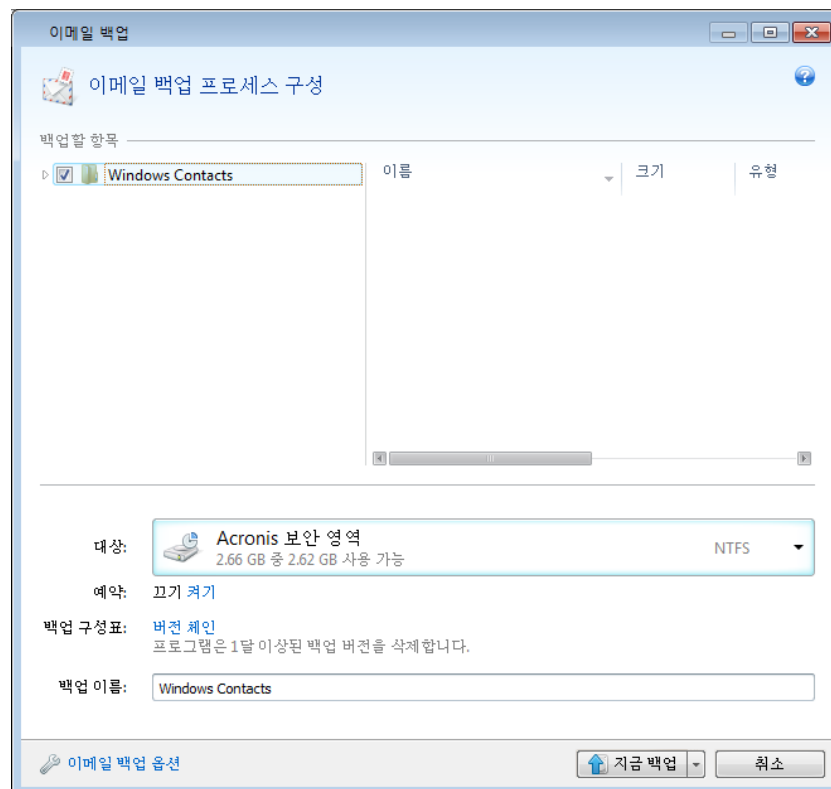 이메일 백업
이메일 백업 프로세스 구성
백업할 항목
Windows Contacts
이름 크기 유형
대상: Acronis 보안 영역 NTFS
2.66 GB 중 2.62 GB 사용 가능
예약: 끄기 켜기
백업 구성표: 버전 체인
프로그램은 1달 이상된 백업 버전을 삭제합니다.
백업 이름: Windows Contacts
이메일 백업 옵션 지금 백업 취소